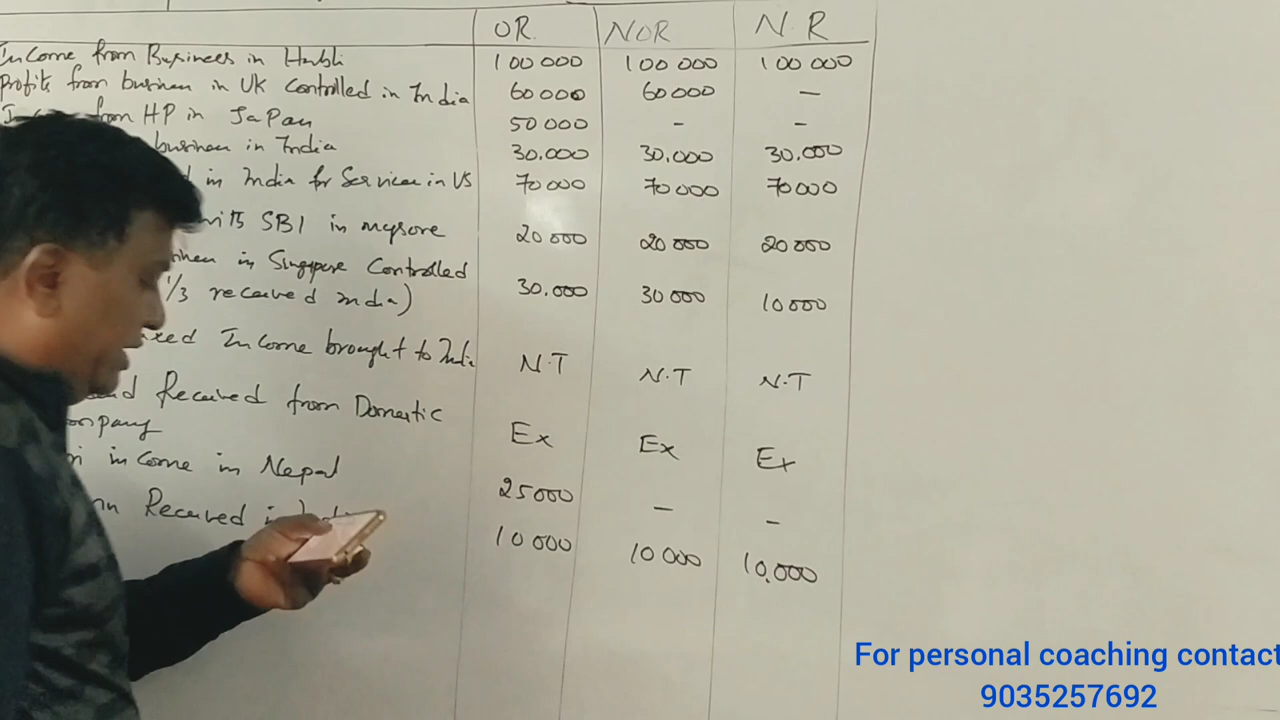 OR. NOR N.R
Income from Business in Hubli 100000 100000 100000
Profits from business in UK Controlled in India 60000 60000 —
from HP in Japan 50000 - -
business in India 30.000 30.000 30.000
in India for Services in US 70000 70000 70000
with SBI in mysore 20000 20000 20000
in Singapore Controlled
1/3 received India) 30.000 30000 10000
Income brought to India N.T N.T N.T
Received from Domestic
ompany Ex Ex Ex
income in Nepal 25000 — -
Received 10000 10000 10,000
For personal coaching contact
9035257692